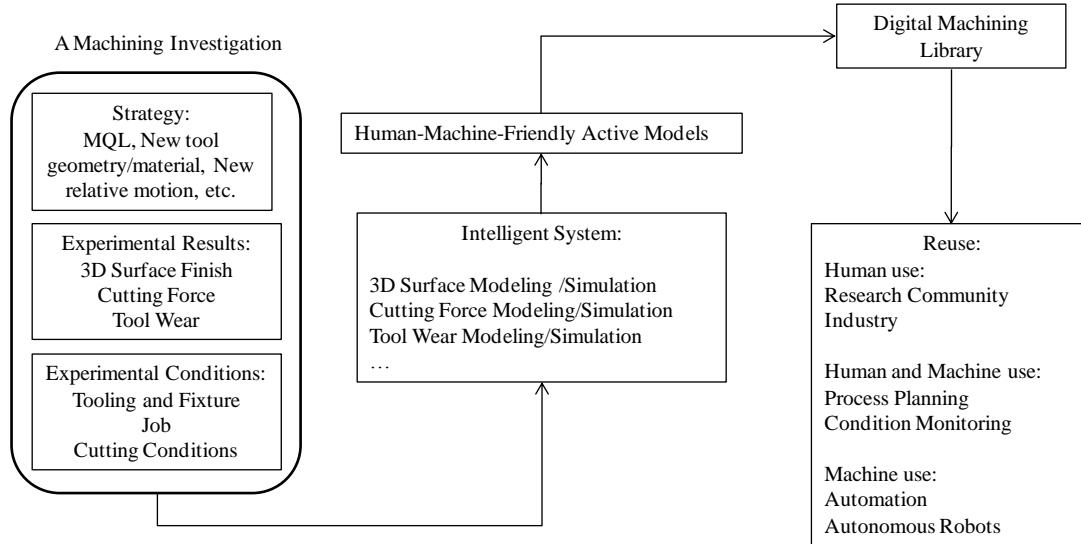 A Machining Investigation
Strategy:
MQL, New tool
geometry/material, New
relative motion, etc.
Experimental Results:
3D Surface Finish
Cutting Force
Tool Wear
Experimental Conditions:
Tooling and Fixture
Job
Cutting Conditions
Intelligent System:
3D Surface Modeling /Simulation
Cutting Force Modeling/Simulation
Tool Wear Modeling/Simulation
…
Human-Machine-Friendly Active Models
Digital Machining
Library
Reuse:
Human use:
Research Community
Industry
Human and Machine use:
Process Planning
Condition Monitoring
Machine use:
Automation
Autonomous Robots